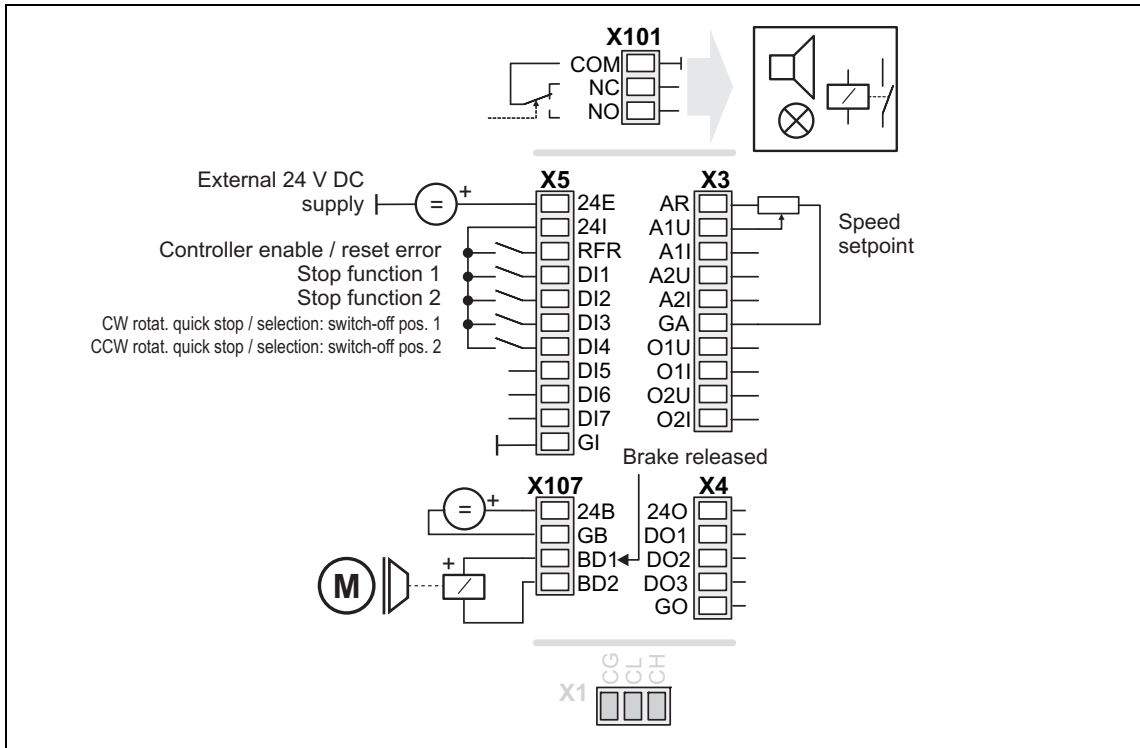 X101
COM
NC
NO
External 24 V DC
supply
=
+
X5
24E
24I
RFR
DI1
DI2
DI3
DI4
DI5
DI6
DI7
GI
Controller enable / reset error
Stop function 1
Stop function 2
CW rotat. quick stop / selection: switch-off pos. 1
CCW rotat. quick stop / selection: switch-off pos. 2
X3
AR
A1U
A1I
A2U
A2I
GA
O1U
O1I
O2U
O2I
Speed
setpoint
Brake released
X107
=
+
24B
GB
BD1
BD2
M
+
X4
24O
DO1
DO2
DO3
GO
X1
CG
CL
CH